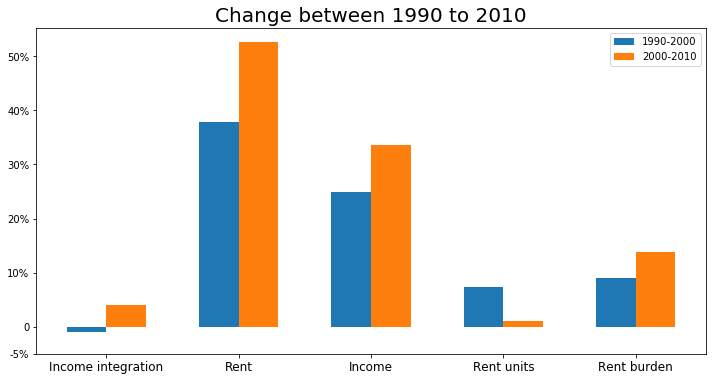 Change between 1990 to 2010
1990-2000
2000-2010
50%
40%
30%
20%
10%
0
-5%
Income integration
Rent
Income
Rent units
Rent burden